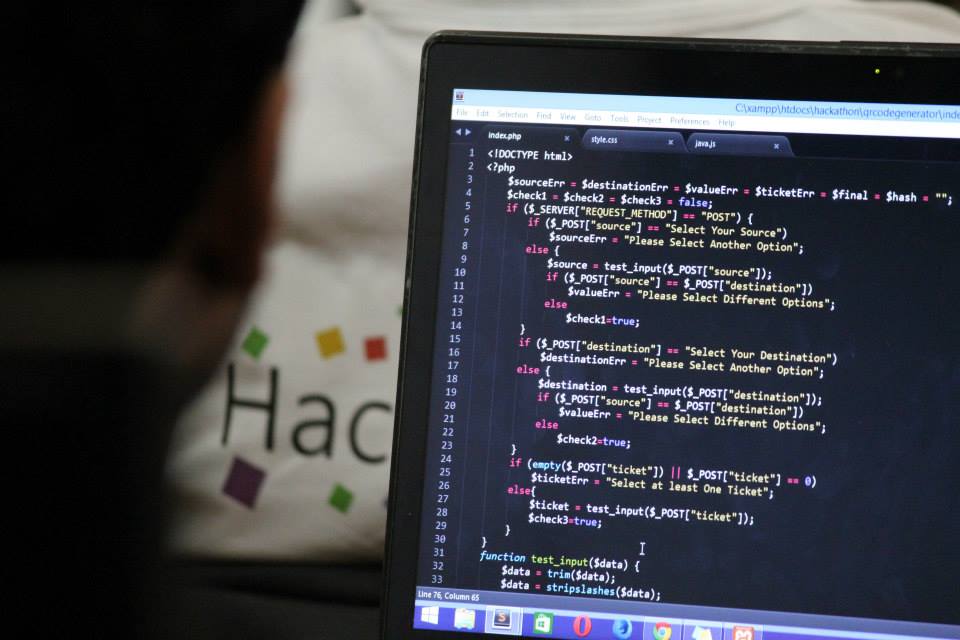 C:\xampp\htdocs\hackathon\qrcodegenerator\inde
File Edit Selection Find View Goto Tools Project Preferences Help
index.php × style.css × java.js ×
1 <!DOCTYPE html>
2 <?php
3 $sourceErr = $destinationErr = $valueErr = $ticketErr = $final = $hash = "";
4 $check1 = $check2 = $check3 = false;
5 if ($_SERVER["REQUEST_METHOD"] == "POST") {
6 if ($_POST["source"] == "Select Your Source")
7 $sourceErr = "Please Select Another Option";
8 else {
9 $source = test_input($_POST["source"]);
10 if ($_POST["source"] == $_POST["destination"])
11 $valueErr = "Please Select Different Options";
12 else
13 $check1=true;
14 }
15 if ($_POST["destination"] == "Select Your Destination")
16 $destinationErr = "Please Select Another Option";
17 else {
18 $destination = test_input($_POST["destination"]);
19 if ($_POST["source"] == $_POST["destination"])
20 $valueErr = "Please Select Different Options";
21 else
22 $check2=true;
23 }
24 if (empty($_POST["ticket"]) || $_POST["ticket"] == 0)
25 $ticketErr = "Select at least One Ticket";
26 else{
27 $ticket = test_input($_POST["ticket"]);
28 $check3=true;
29 }
30 }
31 function test_input($data) {
32 $data = trim($data);
33 $data = stripslashes($data);
Line 76, Column 65
Hac